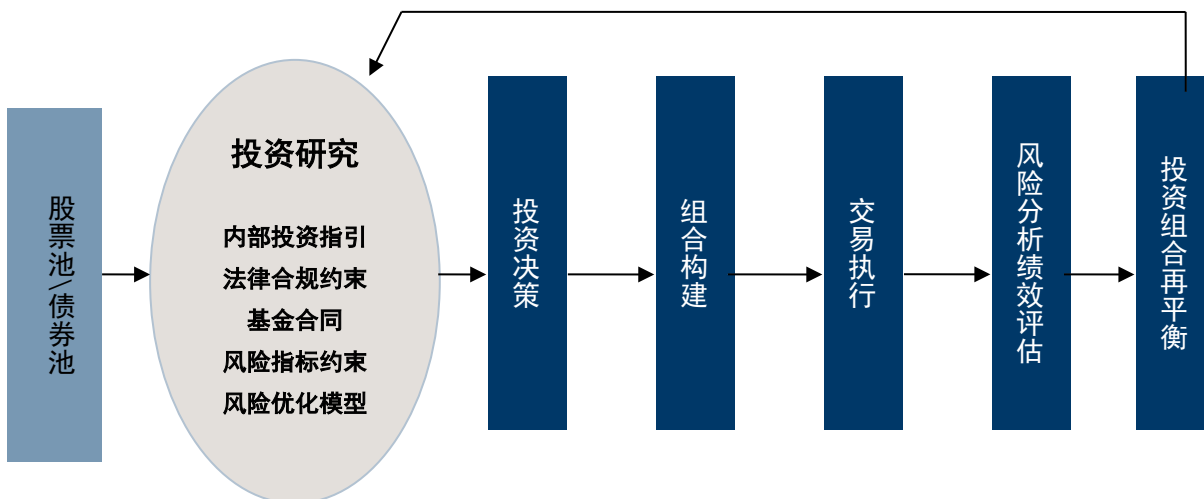 股票池\债券池
投资研究
内部投资指引
法律合规约束
基金合同
风险指标约束
风险优化模型
投资决策
组合构建
交易执行
风险分析绩效评估
投资组合再平衡